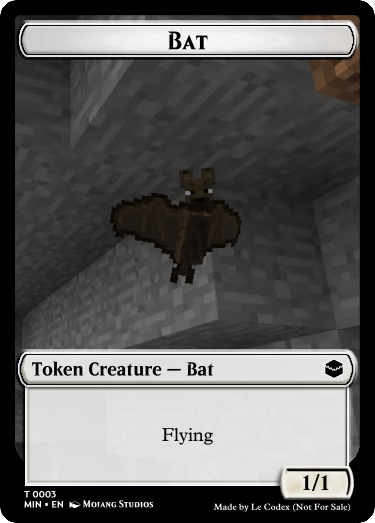 Bat
Token Creature — Bat
Flying
1/1
T 0003
MIN • EN Mojang Studios
Made by Le Codex (Not For Sale)